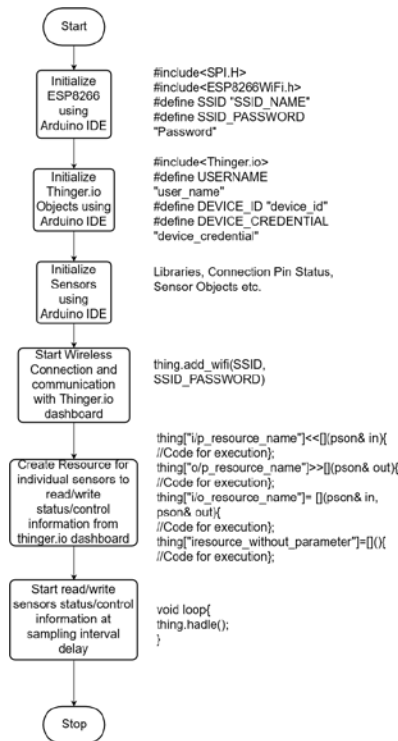 Start
Initialize
ESP8266
using
Arduino IDE
#include<SPI.H>
#include<ESP8266WiFi.h>
#define SSID "SSID_NAME"
#define SSID_PASSWORD
"Password"
Initialize
Thinger.io
Objects using
Arduino IDE
#include<Thinger.io>
#define USERNAME
"user_name"
#define DEVICE_ID "device_id"
#define DEVICE_CREDENTIAL
"device_credential"
Initialize
Sensors
using
Arduino IDE
Libraries, Connection Pin Status,
Sensor Objects etc.
Start Wireless
Connection and
communication
with Thinger.io
dashboard
thing.add_wifi(SSID,
SSID_PASSWORD)
Create Resource for
individual sensors to
read/write
status/control
information from
thinger.io dashboard
thing["i/p_resource_name"]<<[](pson& in){
//Code for execution};
thing["o/p_resource_name"]>>[](pson& out){
//Code for execution};
thing["i/o_resource_name"]= [](pson& in,
pson& out){
//Code for execution};
thing["iresource_without_parameter"]=[](){
//Code for execution};
Start read/write
sensors status/control
information at
sampling interval
delay
void loop{
thing.hadle();
}
Stop